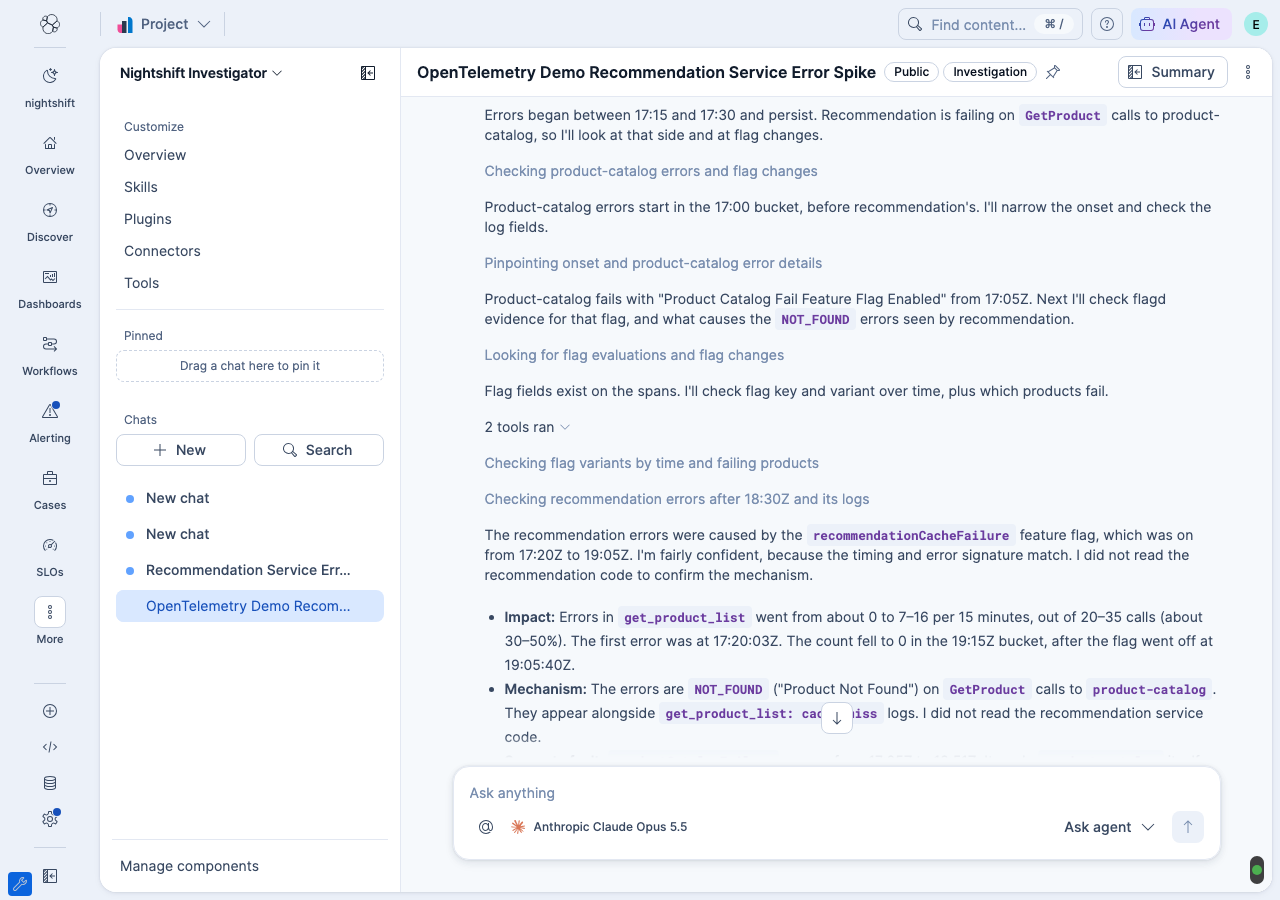 Project
Find content...
⌘ /
AI Agent
E
nightshift
Overview
Discover
Dashboards
Workflows
Alerting
Cases
SLOs
More
Nightshift Investigator
Customize
Overview
Skills
Plugins
Connectors
Tools
Pinned
Drag a chat here to pin it
Chats
New
Search
New chat
New chat
Recommendation Service Err...
OpenTelemetry Demo Recom...
Manage components
OpenTelemetry Demo Recommendation Service Error Spike
Public
Investigation
Summary
Errors began between 17:15 and 17:30 and persist. Recommendation is failing on GetProduct calls to product-
catalog, so I'll look at that side and at flag changes.
Checking product-catalog errors and flag changes
Product-catalog errors start in the 17:00 bucket, before recommendation's. I'll narrow the onset and check the
log fields.
Pinpointing onset and product-catalog error details
Product-catalog fails with "Product Catalog Fail Feature Flag Enabled" from 17:05Z. Next I'll check flagd
evidence for that flag, and what causes the NOT_FOUND errors seen by recommendation.
Looking for flag evaluations and flag changes
Flag fields exist on the spans. I'll check flag key and variant over time, plus which products fail.
2 tools ran
Checking flag variants by time and failing products
Checking recommendation errors after 18:30Z and its logs
The recommendation errors were caused by the recommendationCacheFailure feature flag, which was on
from 17:20Z to 19:05Z. I'm fairly confident, because the timing and error signature match. I did not read the
recommendation code to confirm the mechanism.
• Impact: Errors in get_product_list went from about 0 to 7–16 per 15 minutes, out of 20–35 calls (about
30–50%). The first error was at 17:20:03Z. The count fell to 0 in the 19:15Z bucket, after the flag went off at
19:05:40Z.
• Mechanism: The errors are NOT_FOUND ("Product Not Found") on GetProduct calls to product-catalog .
They appear alongside get_product_list: logs. I did not read the recommendation service
code.
Ask anything
@
Anthropic Claude Opus 5.5
Ask agent